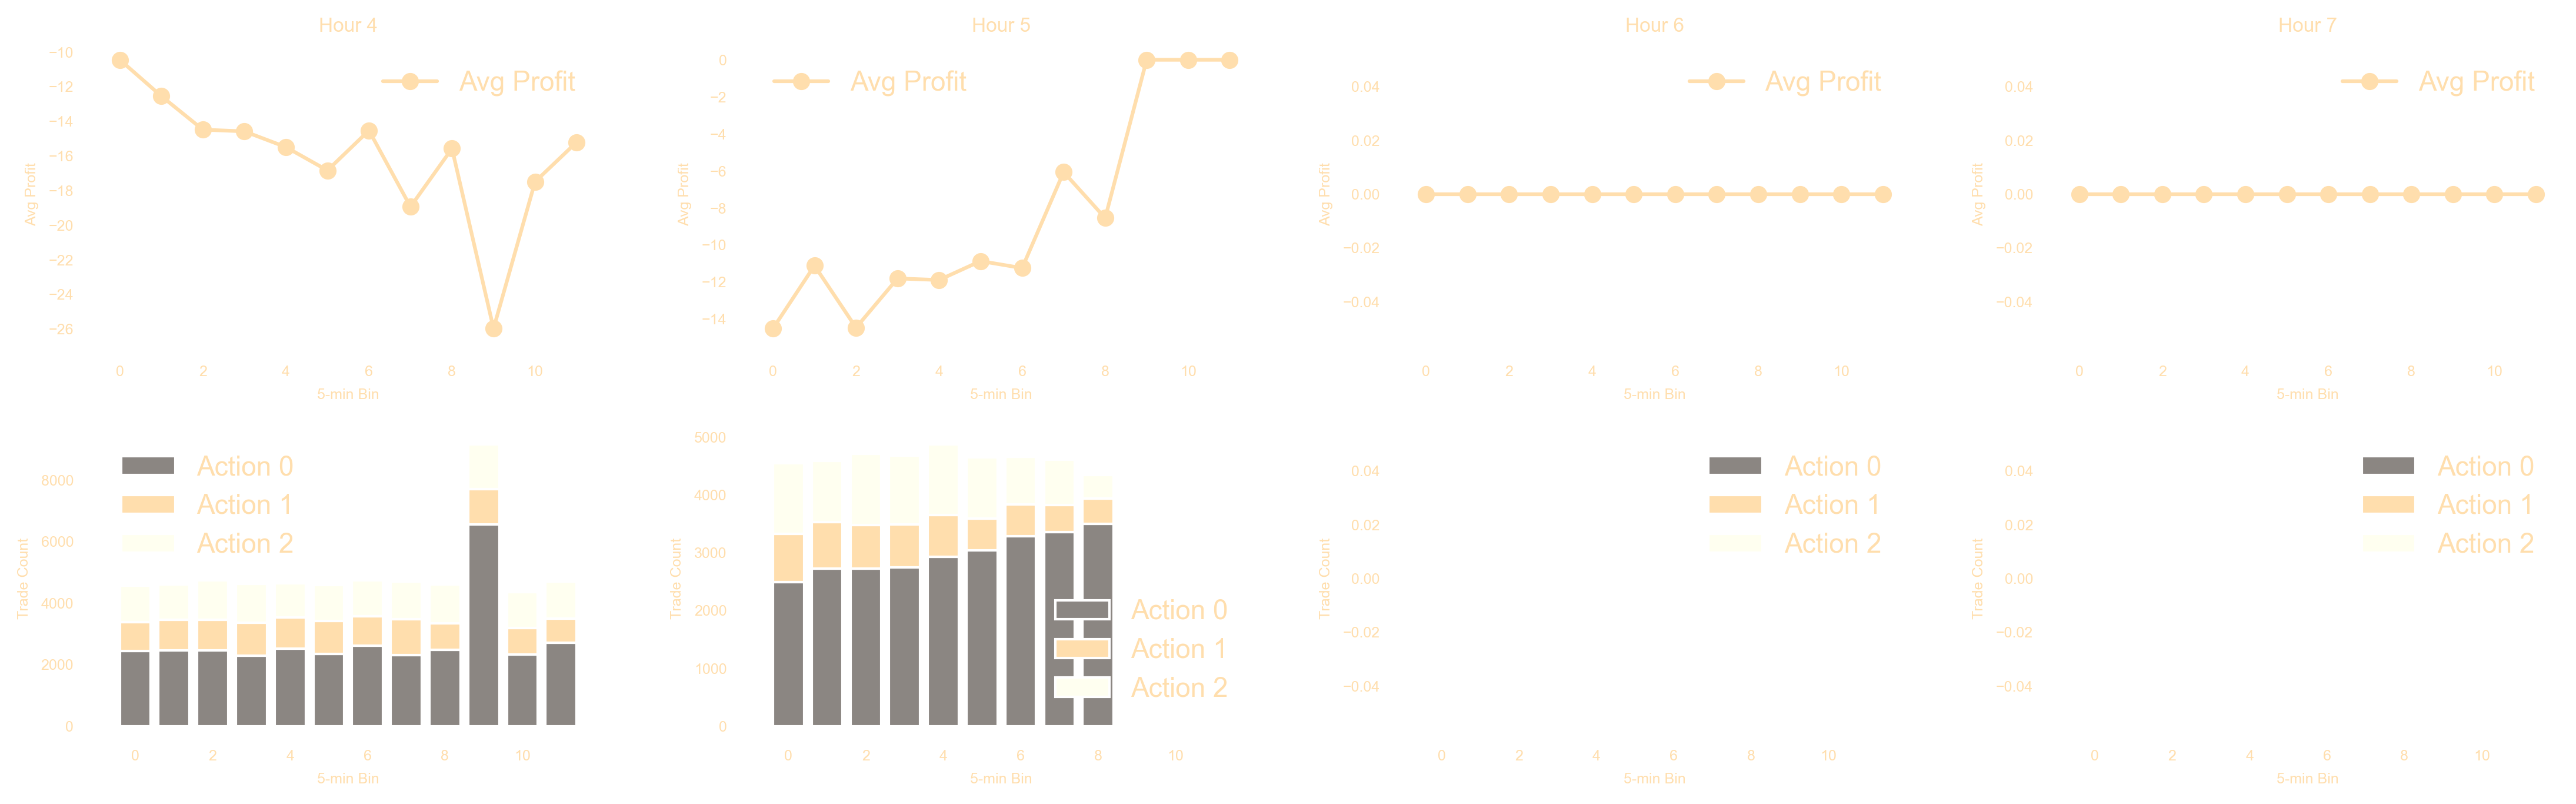 Hour 4
Avg Profit
−10
−12
−14
−16
−18
−20
−22
−24
−26
Avg Profit
0 2 4 6 8 10
5-min Bin
Hour 5
Avg Profit
0
−2
−4
−6
−8
−10
−12
−14
Avg Profit
0 2 4 6 8 10
5-min Bin
Hour 6
Avg Profit
0.04
0.02
0.00
−0.02
−0.04
Avg Profit
0 2 4 6 8 10
5-min Bin
Hour 7
Avg Profit
0.04
0.02
0.00
−0.02
−0.04
Avg Profit
0 2 4 6 8 10
5-min Bin
Action 0
Action 1
Action 2
8000
6000
4000
2000
0
Trade Count
0 2 4 6 8 10
5-min Bin
5000
4000
3000
2000
1000
0
Trade Count
Action 0
Action 1
Action 2
0 2 4 6 8 10
5-min Bin
Action 0
Action 1
Action 2
0.04
0.02
0.00
−0.02
−0.04
Trade Count
0 2 4 6 8 10
5-min Bin
Action 0
Action 1
Action 2
0.04
0.02
0.00
−0.02
−0.04
Trade Count
0 2 4 6 8 10
5-min Bin